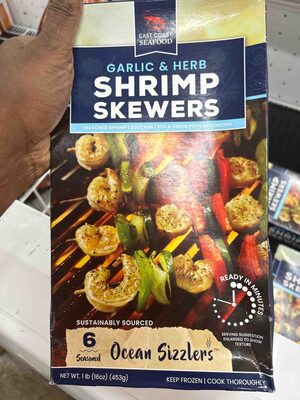 EAST COAST
SEAFOOD
GARLIC & HERB
SHRIMP
SKEWERS
SEASONED SHRIMP | ZUCCHINI | RED & GREEN PEPPERS | ONIONS
READY IN MINUTES
SERVING SUGGESTION
ENLARGED TO SHOW
TEXTURE
SUSTAINABLY SOURCED
6
Seasoned
Ocean Sizzlers
NET WT. 1 lb (16oz) (453g)
KEEP FROZEN | COOK THOROUGHLY